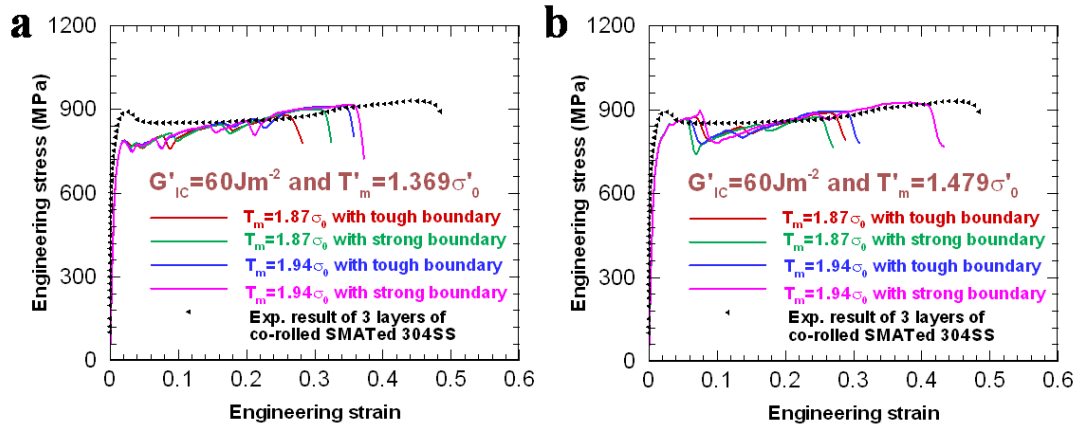 a
1200
900
600
300
0
Engineering stress (MPa)
G'IC=60Jm-2 and T'm=1.369σ'0
Tm=1.87σ0 with tough boundary
Tm=1.87σ0 with strong boundary
Tm=1.94σ0 with tough boundary
Tm=1.94σ0 with strong boundary
Exp. result of 3 layers of
co-rolled SMATed 304SS
0 0.1 0.2 0.3 0.4 0.5 0.6
Engineering strain
b
1200
900
600
300
0
Engineering stress (MPa)
G'IC=60Jm-2 and T'm=1.479σ'0
Tm=1.87σ0 with tough boundary
Tm=1.87σ0 with strong boundary
Tm=1.94σ0 with tough boundary
Tm=1.94σ0 with strong boundary
Exp. result of 3 layers of
co-rolled SMATed 304SS
0 0.1 0.2 0.3 0.4 0.5 0.6
Engineering strain